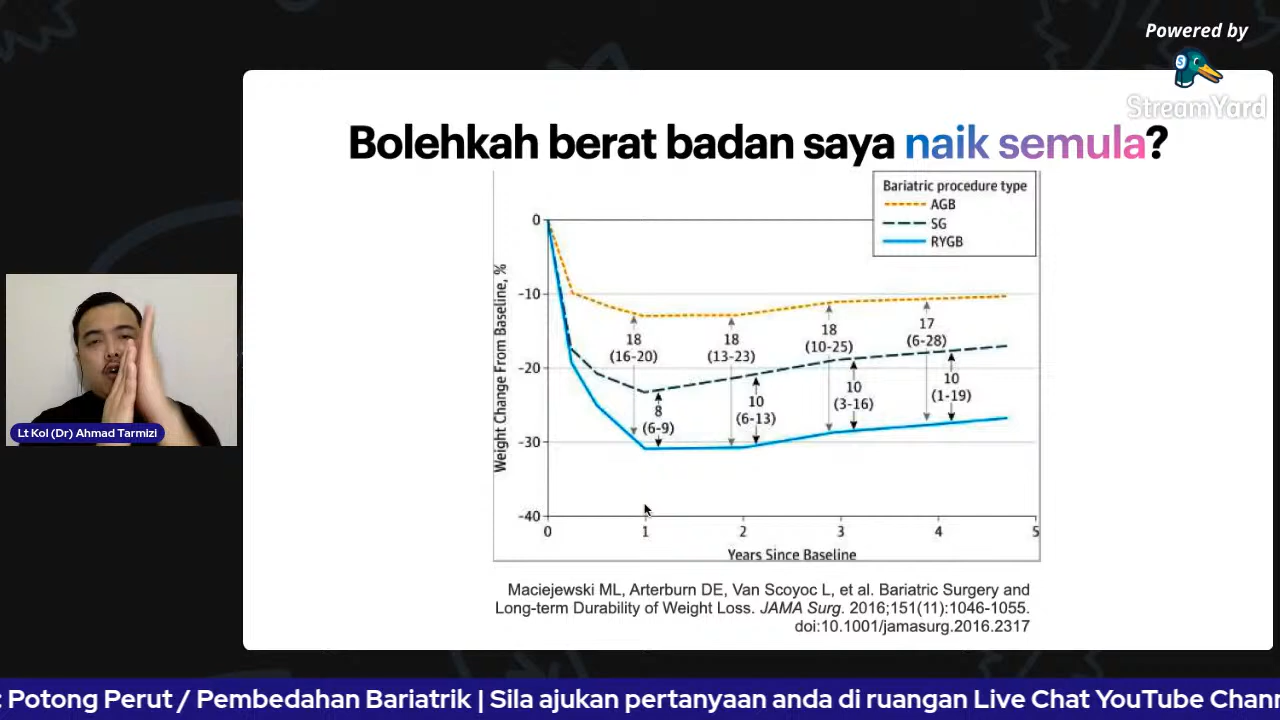 Powered by
StreamYard
Bolehkah berat badan saya naik semula?
Bariatric procedure type
AGB
SG
RYGB
Weight Change From Baseline, %
0
-10
-20
-30
-40
18
(16-20)
18
(13-23)
18
(10-25)
17
(6-28)
8
(6-9)
10
(6-13)
10
(3-16)
10
(1-19)
0 1 2 3 4 5
Years Since Baseline
Maciejewski ML, Arterburn DE, Van Scoyoc L, et al. Bariatric Surgery and
Long-term Durability of Weight Loss. JAMA Surg. 2016;151(11):1046-1055.
doi:10.1001/jamasurg.2016.2317
Lt Kol (Dr) Ahmad Tarmizi
: Potong Perut / Pembedahan Bariatrik | Sila ajukan pertanyaan anda di ruangan Live Chat YouTube Chann